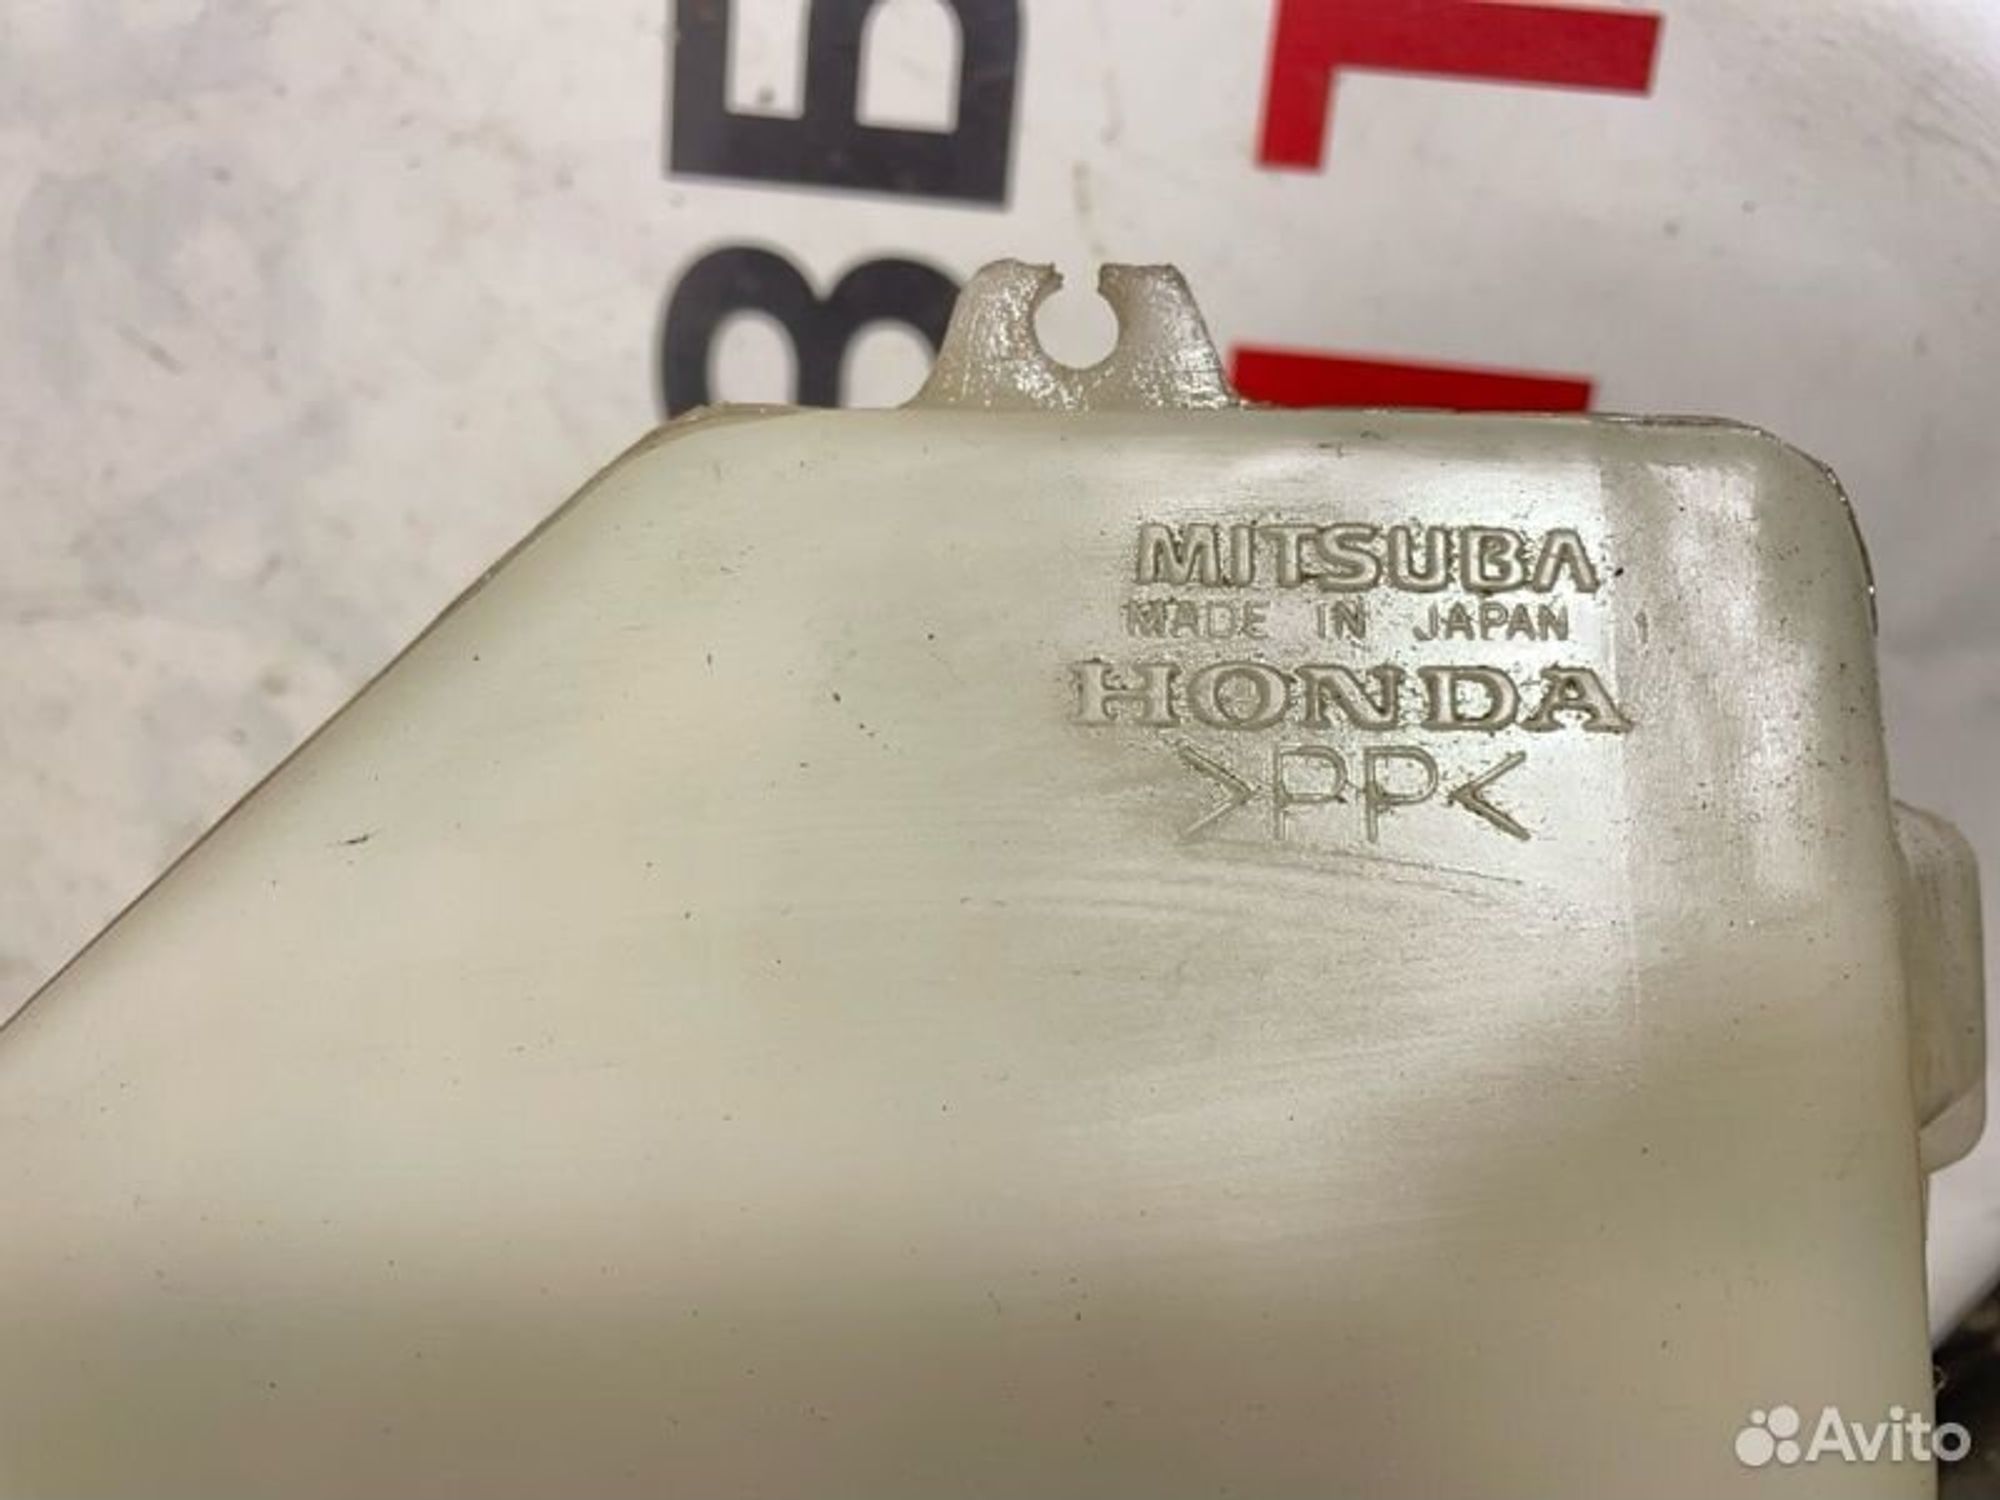 MITSUBA
MADE IN JAPAN
HONDA
>PP<
Avito